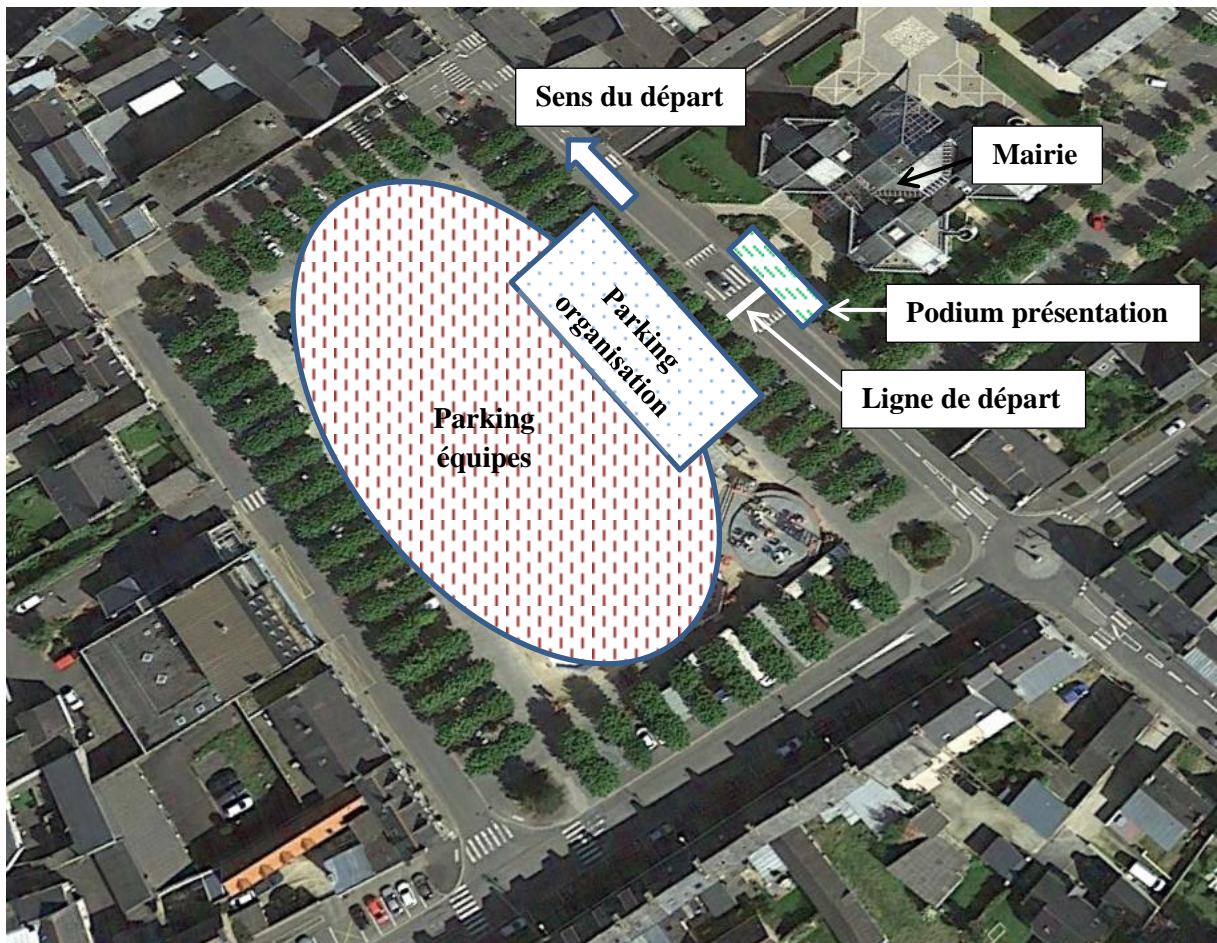 Sens du départ
Mairie
Podium présentation
Parking
organisation
Ligne de départ
Parking
équipes